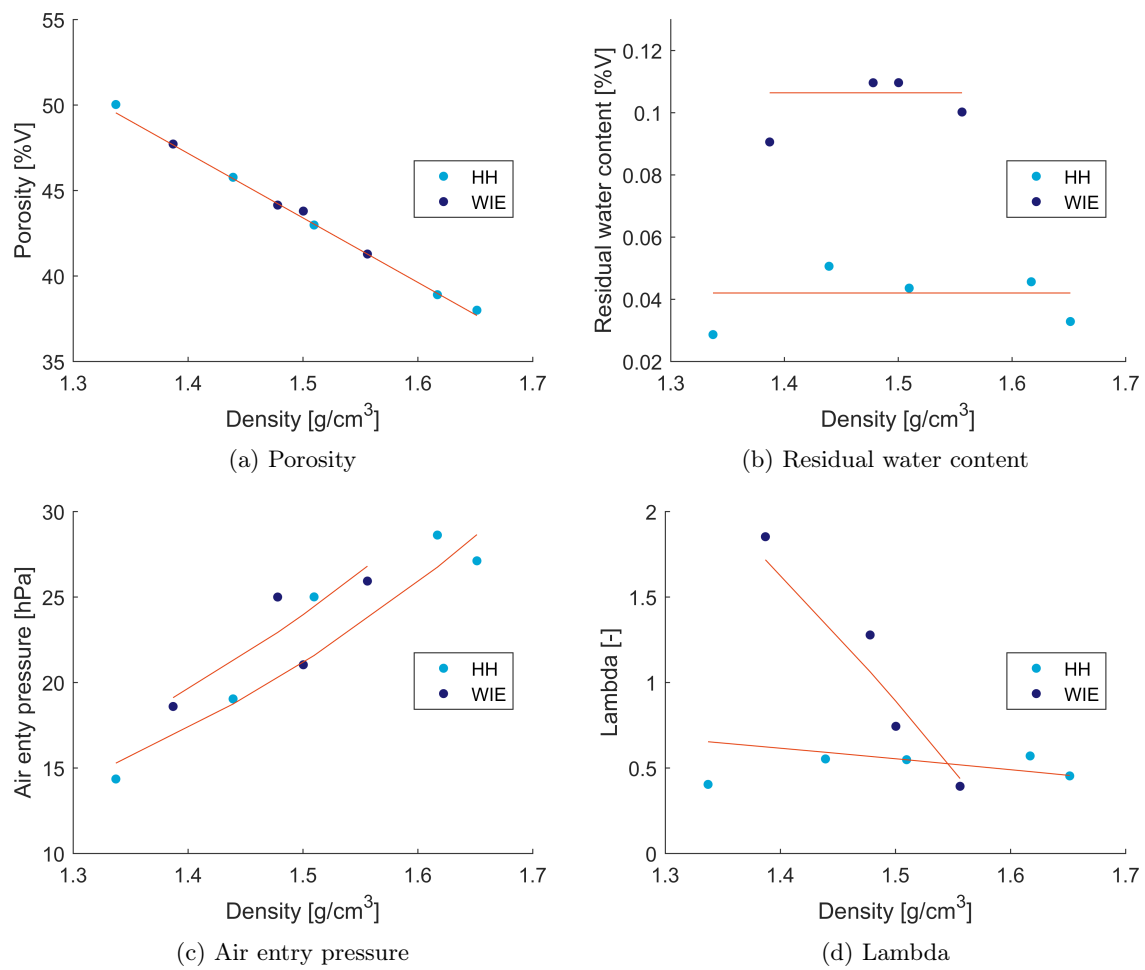 55
50
45
40
35
Porosity [%V]
HH
WIE
1.3 1.4 1.5 1.6 1.7
Density [g/cm³]
(a) Porosity
0.12
0.1
0.08
0.06
0.04
0.02
Residual water content [%V]
HH
WIE
1.3 1.4 1.5 1.6 1.7
Density [g/cm³]
(b) Residual water content
30
25
20
15
10
Air enty pressure [hPa]
HH
WIE
1.3 1.4 1.5 1.6 1.7
Density [g/cm³]
(c) Air entry pressure
2
1.5
1
0.5
0
Lambda [-]
HH
WIE
1.3 1.4 1.5 1.6 1.7
Density [g/cm³]
(d) Lambda